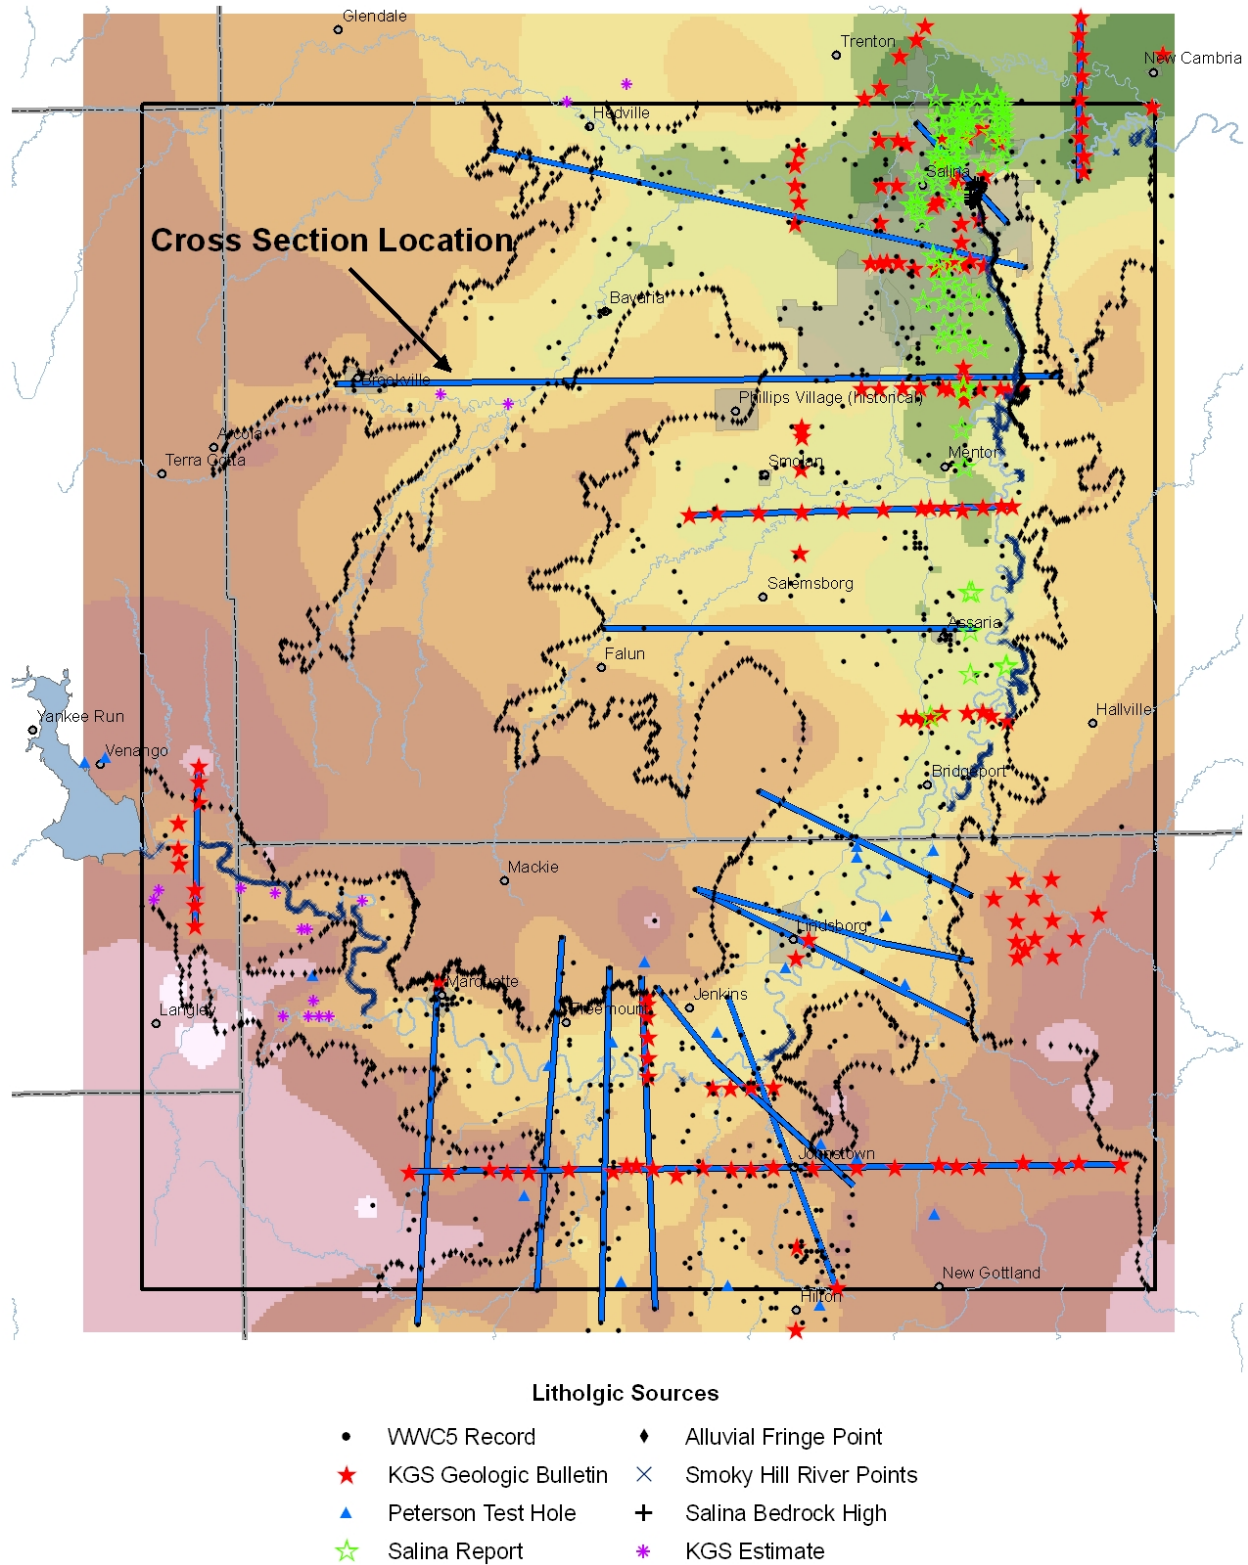 Glendale
Trenton
New Cambria
Hedville
Salina
Cross Section Location
Bavaria
Brookville
Phillips Village (historical)
Arcola
Terra Cotta
Smolan
Mentor
Salemsborg
Assaria
Falun
Yankee Run
Hallville
Venango
Bridgeport
Mackie
Lindsborg
Marquette
Jenkins
Langley
Freemount
Johnstown
New Gottland
Hilton
Litholgic Sources
WWC5 Record
Alluvial Fringe Point
KGS Geologic Bulletin
Smoky Hill River Points
Peterson Test Hole
Salina Bedrock High
Salina Report
KGS Estimate